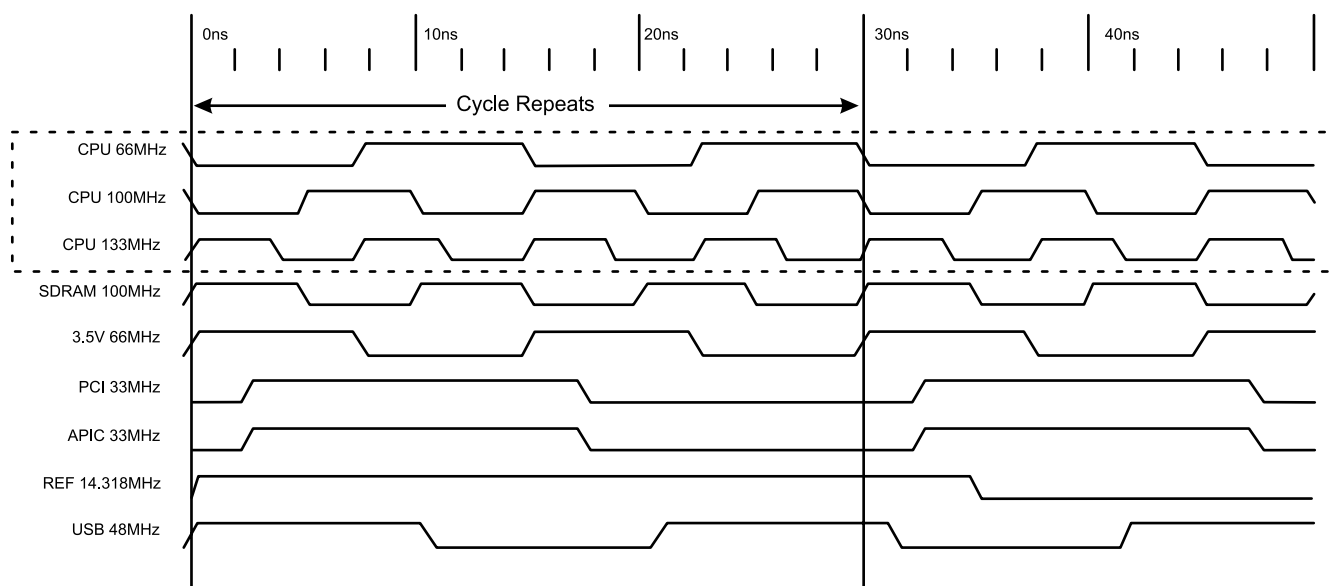 0ns 10ns 20ns 30ns 40ns
Cycle Repeats
CPU 66MHz
CPU 100MHz
CPU 133MHz
SDRAM 100MHz
3.5V 66MHz
PCI 33MHz
APIC 33MHz
REF 14.318MHz
USB 48MHz